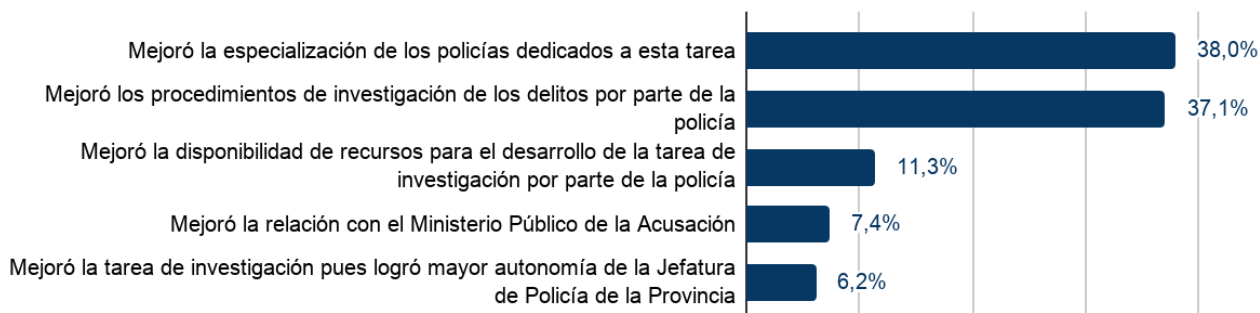 Mejoró la especialización de los policías dedicados a esta tarea
38,0%
Mejoró los procedimientos de investigación de los delitos por parte de la
policía
37,1%
Mejoró la disponibilidad de recursos para el desarrollo de la tarea de
investigación por parte de la policía
11,3%
Mejoró la relación con el Ministerio Público de la Acusación
7,4%
Mejoró la tarea de investigación pues logró mayor autonomía de la Jefatura
de Policía de la Provincia
6,2%